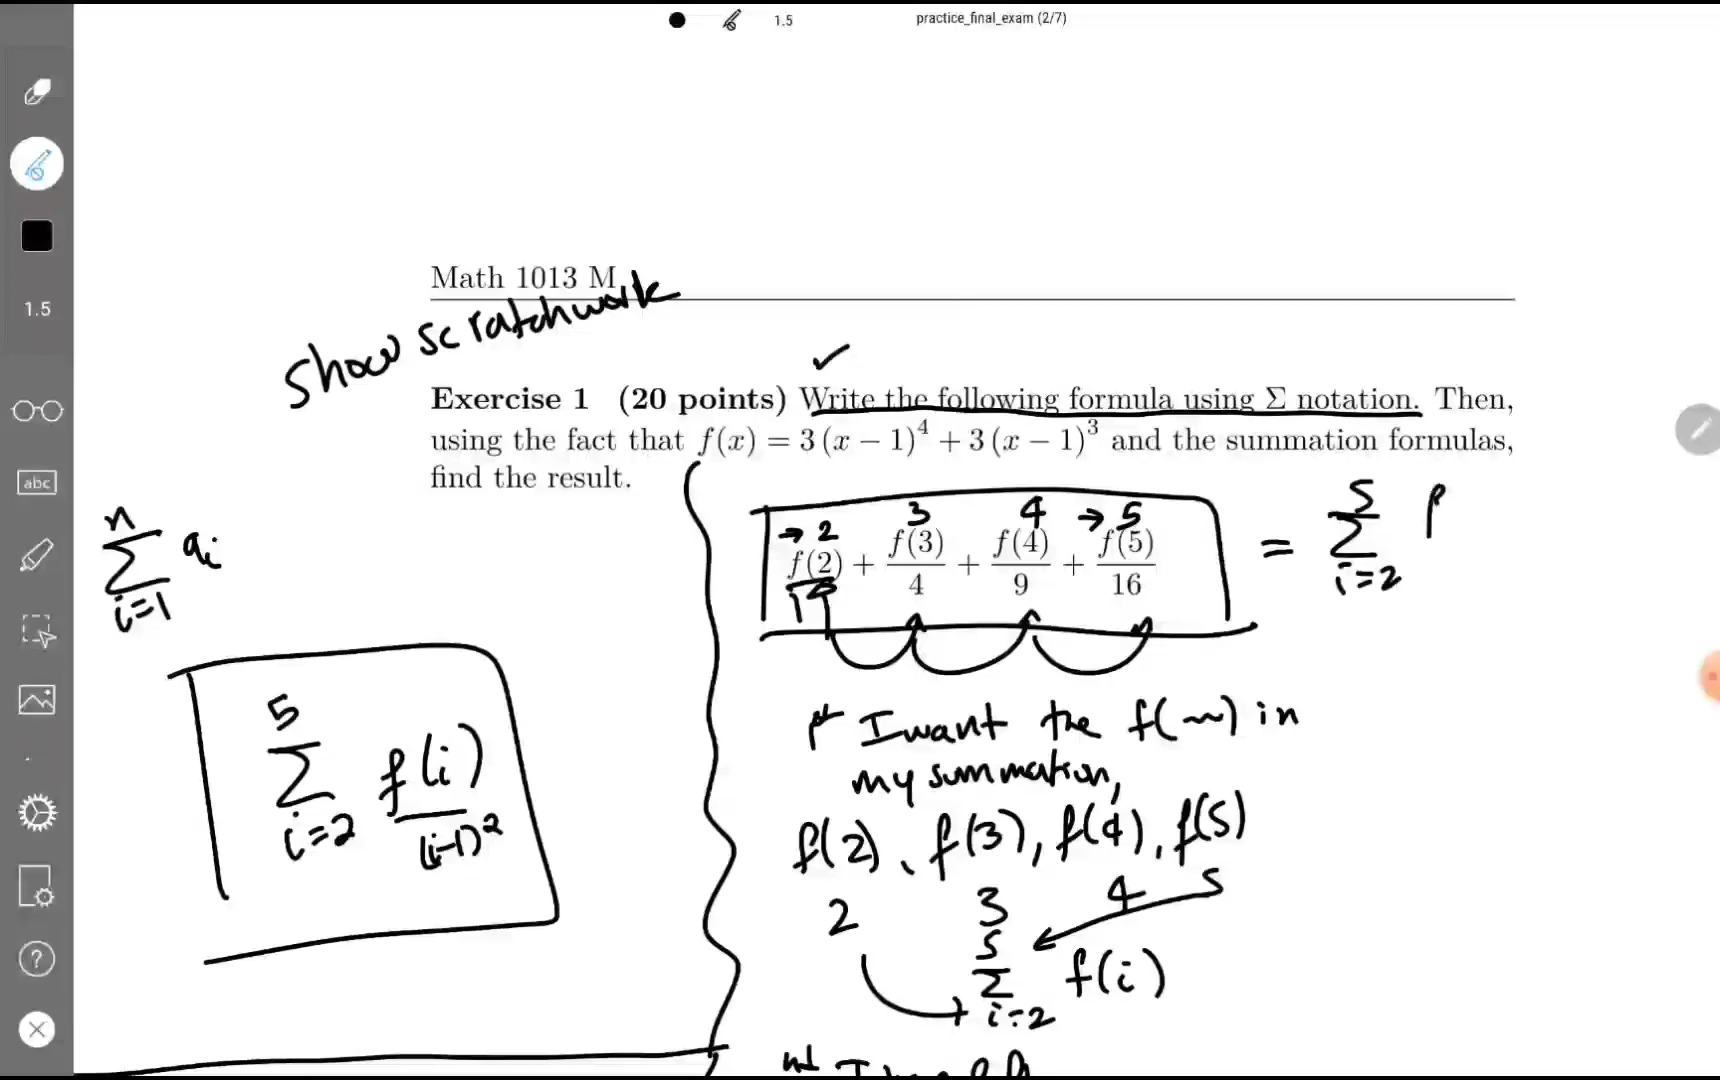 1.5
practice_final_exam (2/7)
1.5
abc
Math 1013 M
show scratchwork
Exercise 1 (20 points) Write the following formula using Σ notation. Then,
using the fact that f(x) = 3 (x − 1)^4 + 3 (x − 1)^3 and the summation formulas,
find the result.
n
Σ a_i
i=1
→ 2 3 4 → 5
f(2) + f(3)/4 + f(4)/9 + f(5)/16 = 5 Σ i=2
5
Σ f(i)/(i-1)^2
i=2
I want the f(~) in
my summation,
f(2), f(3), f(4), f(5)
2 3 4 5
5
Σ f(i)
i=2